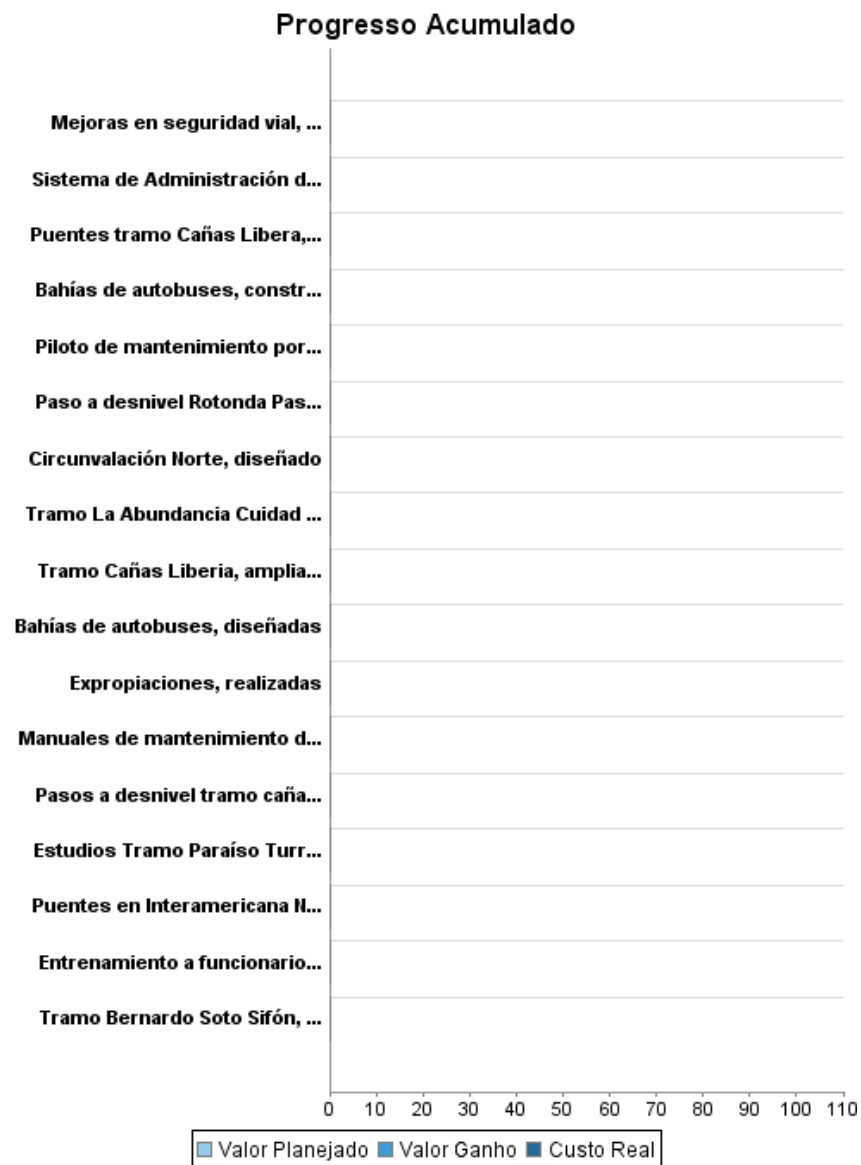 Progresso Acumulado
Mejoras en seguridad vial, ...
Sistema de Administración d...
Puentes tramo Cañas Libera,...
Bahías de autobuses, constr...
Piloto de mantenimiento por...
Paso a desnivel Rotonda Pas...
Circunvalación Norte, diseñado
Tramo La Abundancia Cuidad ...
Tramo Cañas Liberia, amplia...
Bahías de autobuses, diseñadas
Expropiaciones, realizadas
Manuales de mantenimiento d...
Pasos a desnivel tramo caña...
Estudios Tramo Paraíso Turr...
Puentes en Interamericana N...
Entrenamiento a funcionario...
Tramo Bernardo Soto Sifón, ...
0 10 20 30 40 50 60 70 80 90 100 110
Valor Planejado Valor Ganho Custo Real